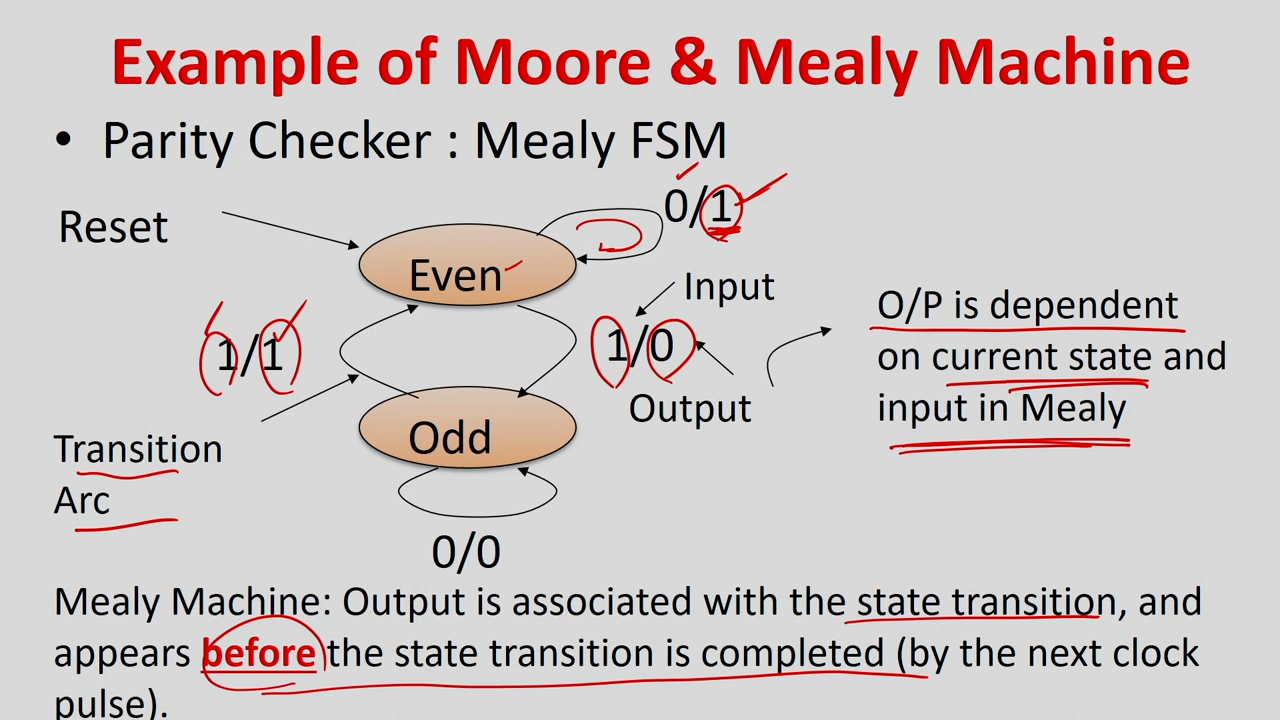 Example of Moore & Mealy Machine
• Parity Checker : Mealy FSM
0/1
Reset
Even
Input
1/1
1/0
O/P is dependent
on current state and
input in Mealy
Output
Odd
Transition
Arc
0/0
Mealy Machine: Output is associated with the state transition, and
appears before the state transition is completed (by the next clock
pulse).